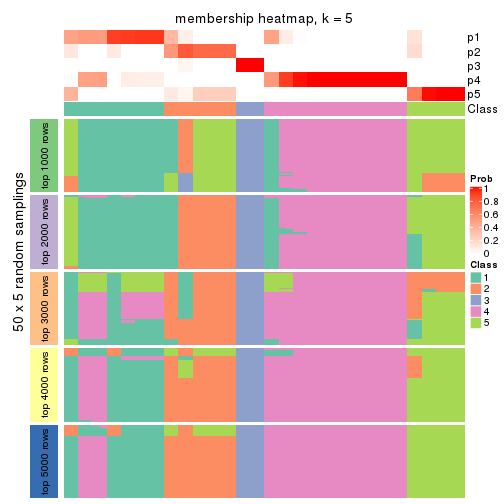 membership heatmap, k = 5
p1
p2
p3
p4
p5
Class
50 x 5 random samplings
top 1000 rows
top 2000 rows
top 3000 rows
top 4000 rows
top 5000 rows
Prob
1
0.8
0.6
0.4
0.2
0
Class
1
2
3
4
5